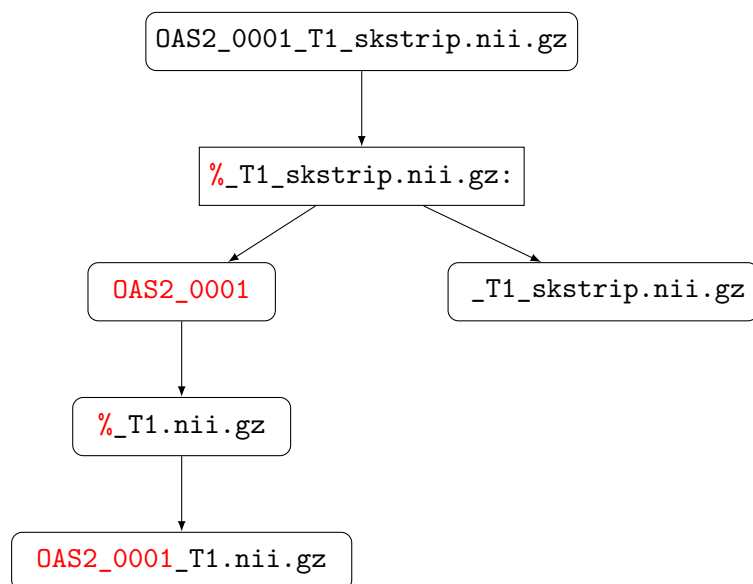 OAS2_0001_T1_skstrip.nii.gz
%_T1_skstrip.nii.gz:
OAS2_0001
_T1_skstrip.nii.gz
%_T1.nii.gz
OAS2_0001_T1.nii.gz